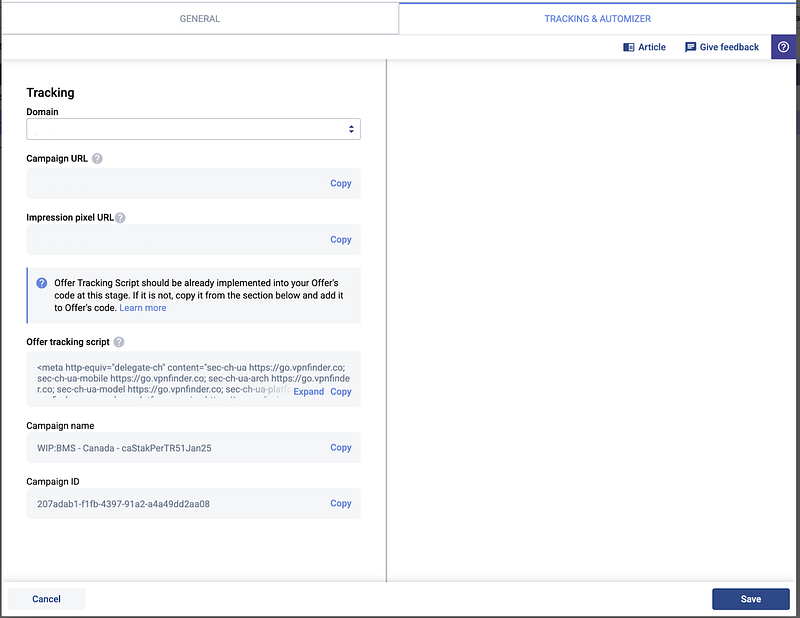 GENERAL
TRACKING & AUTOMIZER
Article
Give feedback
Tracking
Domain
Campaign URL
Copy
Impression pixel URL
Copy
Offer Tracking Script should be already implemented into your Offer's
code at this stage. If it is not, copy it from the section below and add it
to Offer's code. Learn more
Offer tracking script
<meta http-equiv="delegate-ch" content="sec-ch-ua https://go.vpnfinder.co;
sec-ch-ua-mobile https://go.vpnfinder.co; sec-ch-ua-arch https://go.vpnfinde
r.co; sec-ch-ua-model https://go.vpnfinder.co; sec-ch-ua-platfo
Expand Copy
Campaign name
WIP:BMS - Canada - caStakPerTR51Jan25
Copy
Campaign ID
207adab1-f1fb-4397-91a2-a4a49dd2aa08
Copy
Cancel
Save